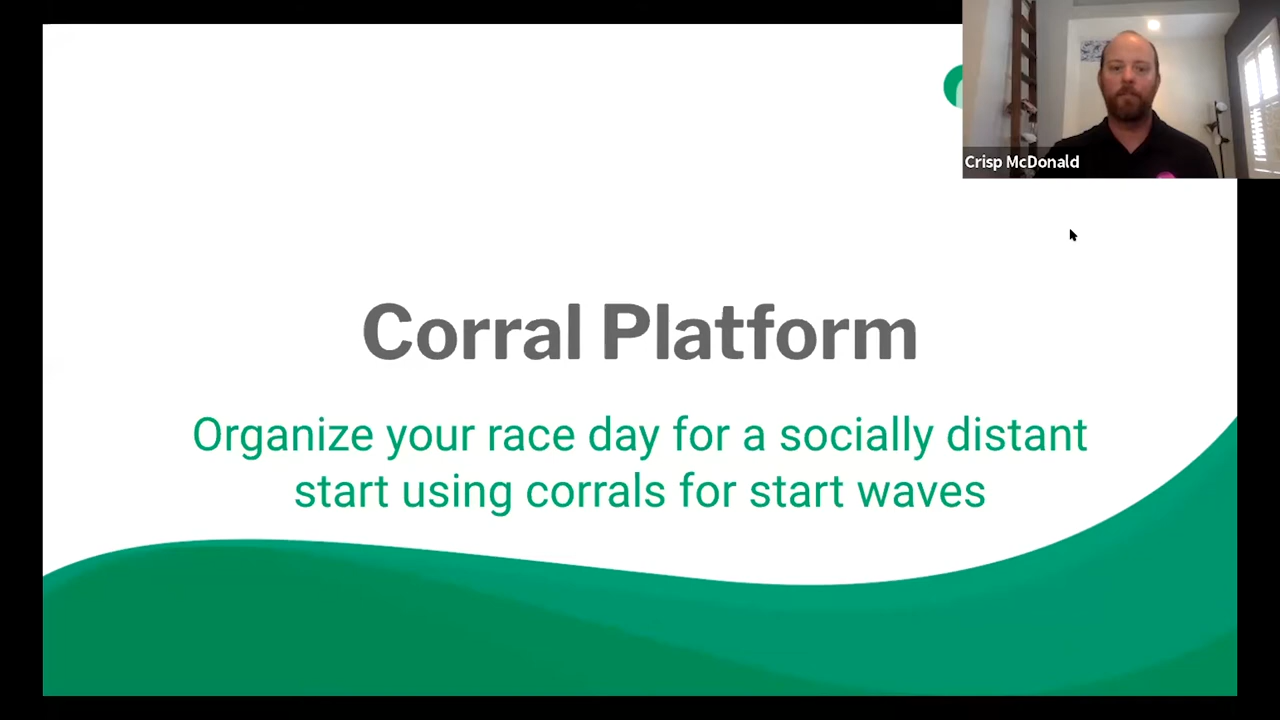 Crisp McDonald
Corral Platform
Organize your race day for a socially distant
start using corrals for start waves